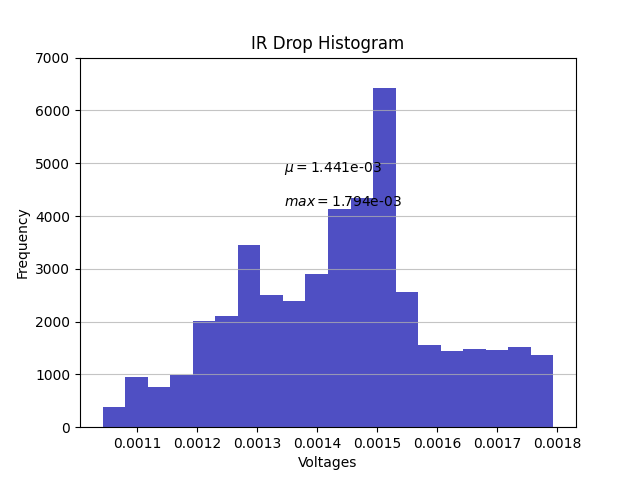 IR Drop Histogram
7000
6000
5000
4000
3000
2000
1000
0
Frequency
μ = 1.441e-03
max = 1.794e-03
0.0011 0.0012 0.0013 0.0014 0.0015 0.0016 0.0017 0.0018
Voltages